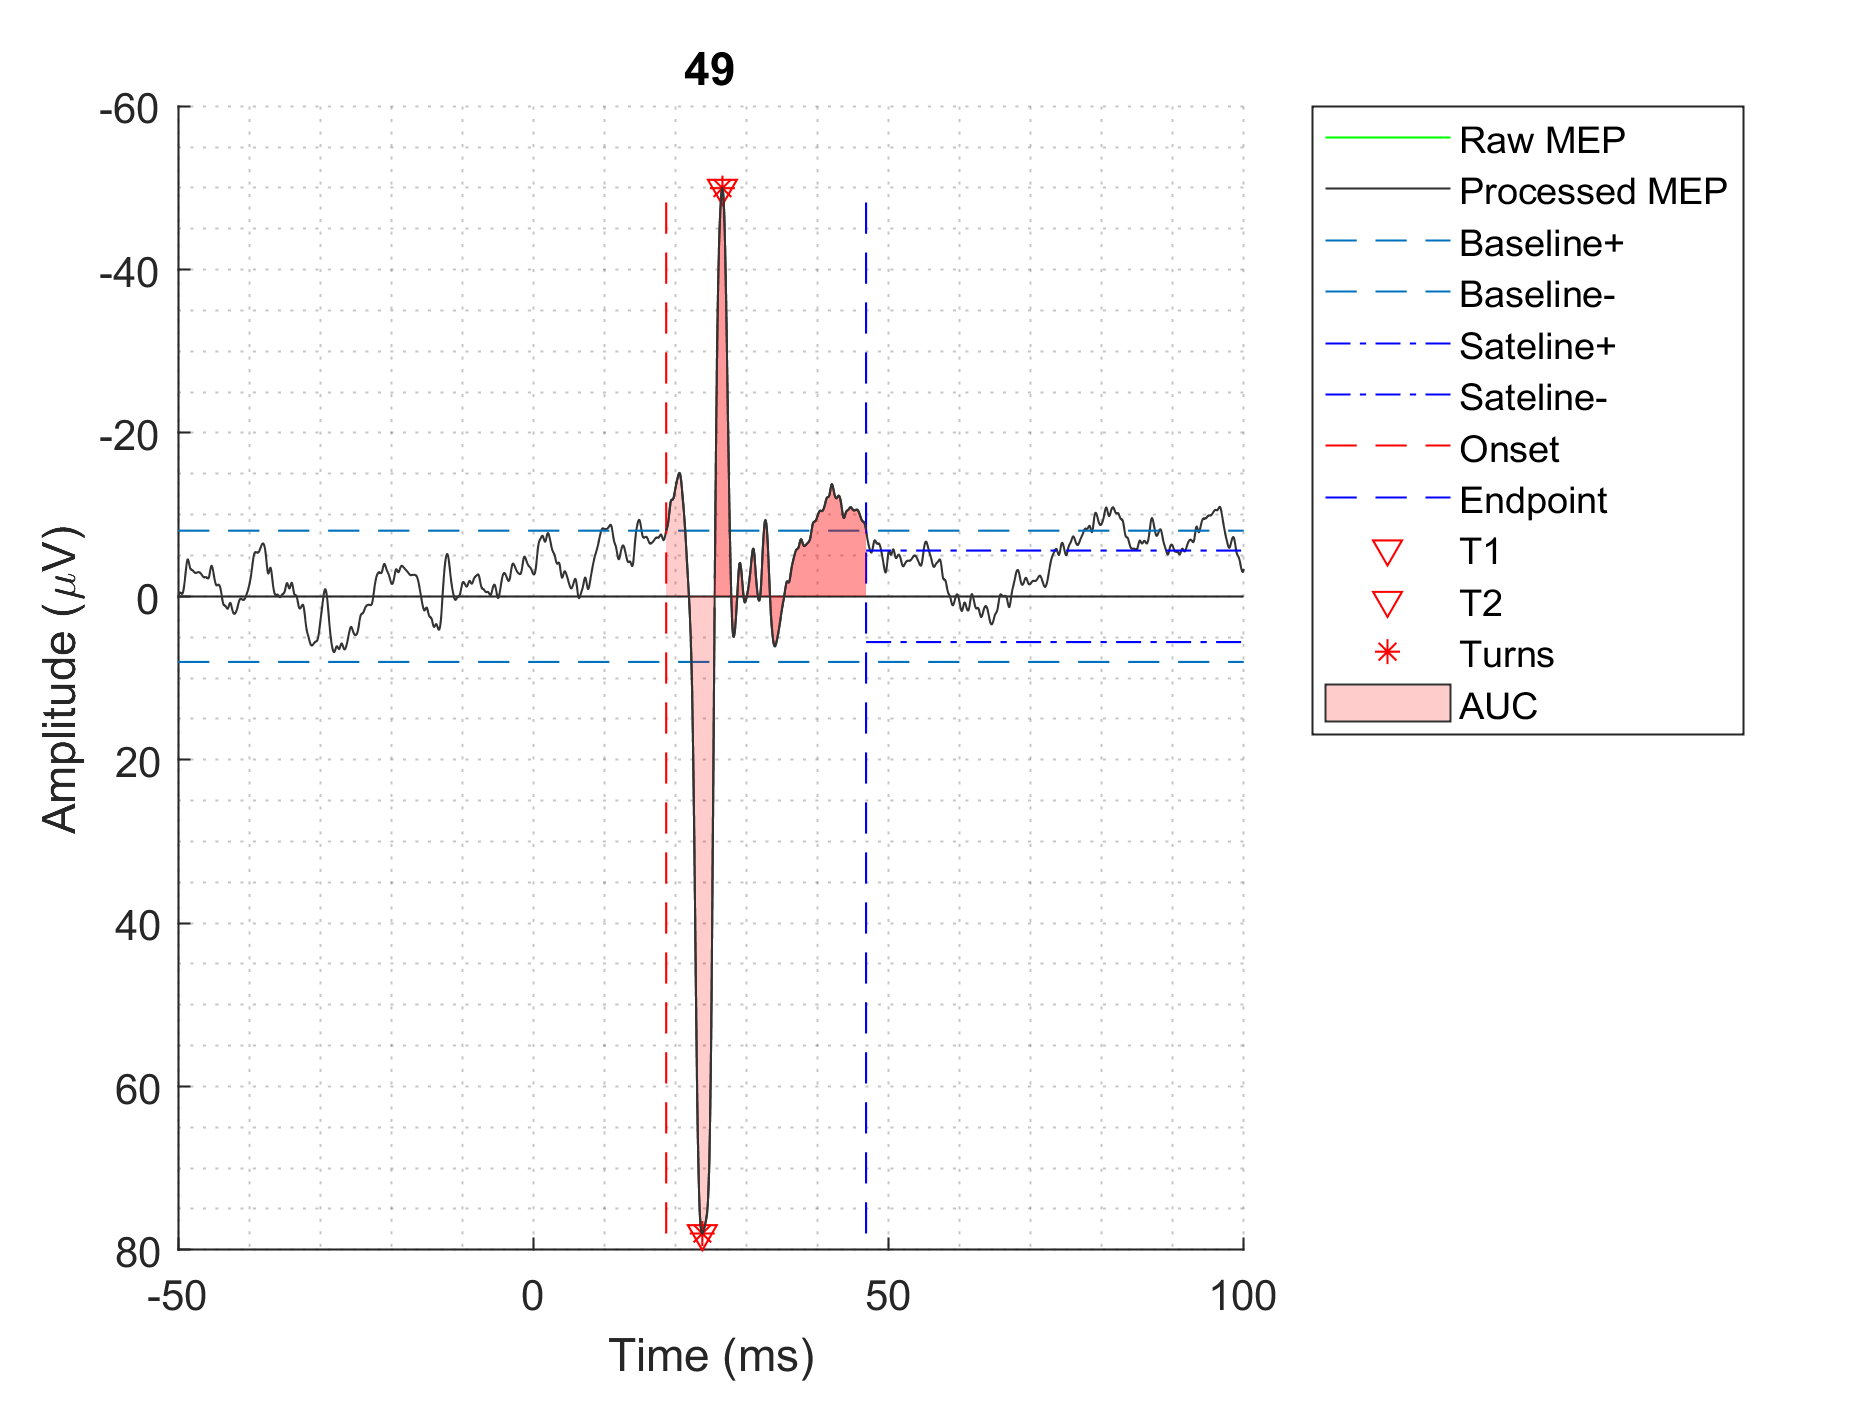 49
-60
-40
-20
0
20
40
60
80
-50
0
50
100
Amplitude (μV)
Time (ms)
Raw MEP
Processed MEP
Baseline+
Baseline-
Sateline+
Sateline-
Onset
Endpoint
T1
T2
Turns
AUC